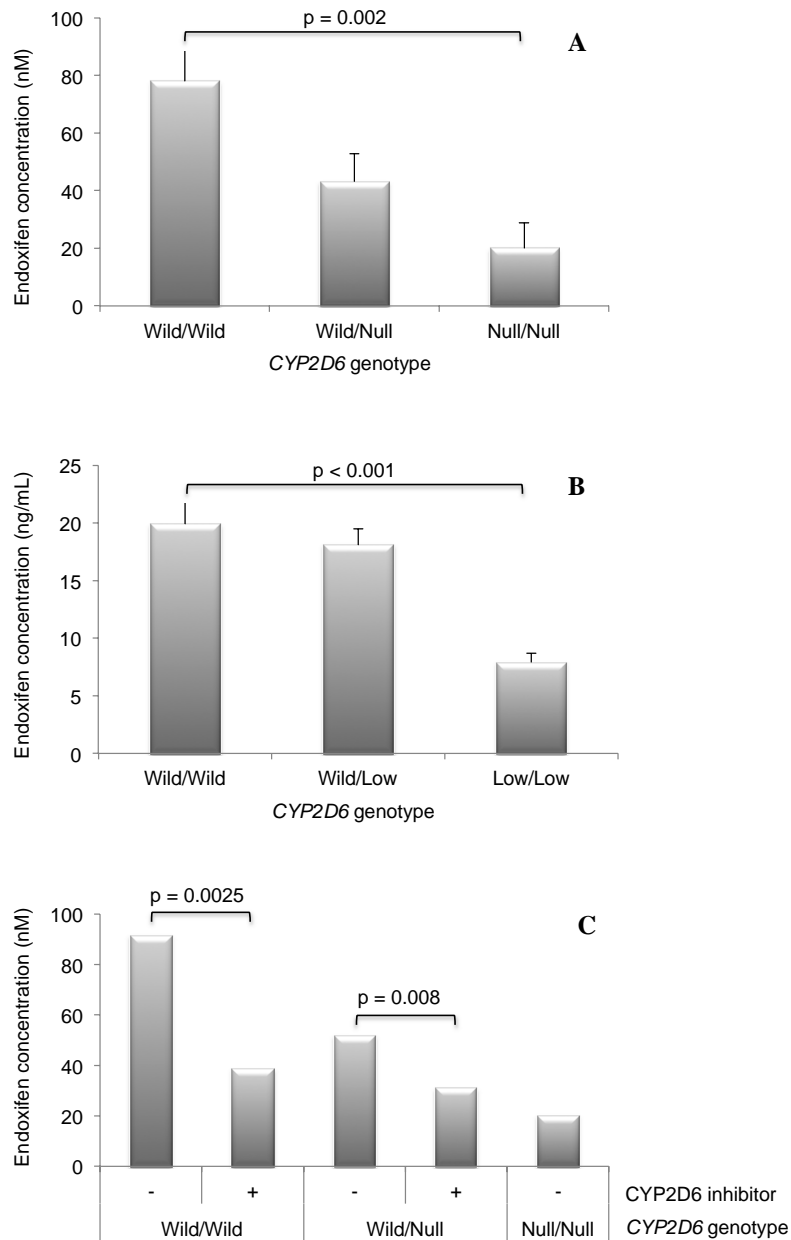 100
p = 0.002
A
80
60
40
20
0
Endoxifen concentration (nM)
Wild/Wild Wild/Null Null/Null
CYP2D6 genotype
25
p < 0.001
B
20
15
10
5
0
Endoxifen concentration (ng/mL)
Wild/Wild Wild/Low Low/Low
CYP2D6 genotype
p = 0.0025
100
C
80
p = 0.008
60
40
20
0
Endoxifen concentration (nM)
- + - + - CYP2D6 inhibitor
Wild/Wild Wild/Null Null/Null CYP2D6 genotype